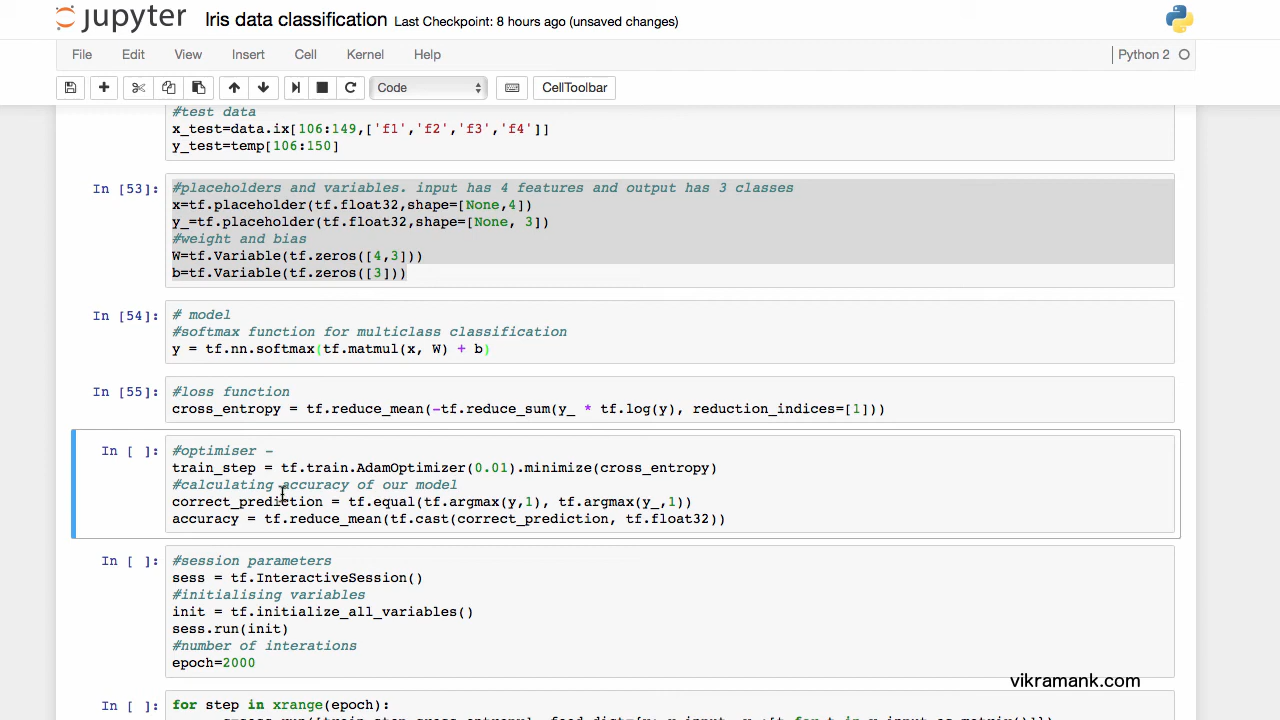 jupyter Iris data classification Last Checkpoint: 8 hours ago (unsaved changes)
File Edit View Insert Cell Kernel Help Python 2
Code CellToolbar
#test data
x_test=data.ix[106:149,['f1','f2','f3','f4']]
y_test=temp[106:150]
In [53]: #placeholders and variables. input has 4 features and output has 3 classes
x=tf.placeholder(tf.float32,shape=[None,4])
y_=tf.placeholder(tf.float32,shape=[None, 3])
#weight and bias
W=tf.Variable(tf.zeros([4,3]))
b=tf.Variable(tf.zeros([3]))
In [54]: # model
#softmax function for multiclass classification
y = tf.nn.softmax(tf.matmul(x, W) + b)
In [55]: #loss function
cross_entropy = tf.reduce_mean(-tf.reduce_sum(y_ * tf.log(y), reduction_indices=[1]))
In [ ]: #optimiser -
train_step = tf.train.AdamOptimizer(0.01).minimize(cross_entropy)
#calculating accuracy of our model
correct_prediction = tf.equal(tf.argmax(y,1), tf.argmax(y_,1))
accuracy = tf.reduce_mean(tf.cast(correct_prediction, tf.float32))
In [ ]: #session parameters
sess = tf.InteractiveSession()
#initialising variables
init = tf.initialize_all_variables()
sess.run(init)
#number of interations
epoch=2000
vikramank.com
In [ ]: for step in xrange(epoch):